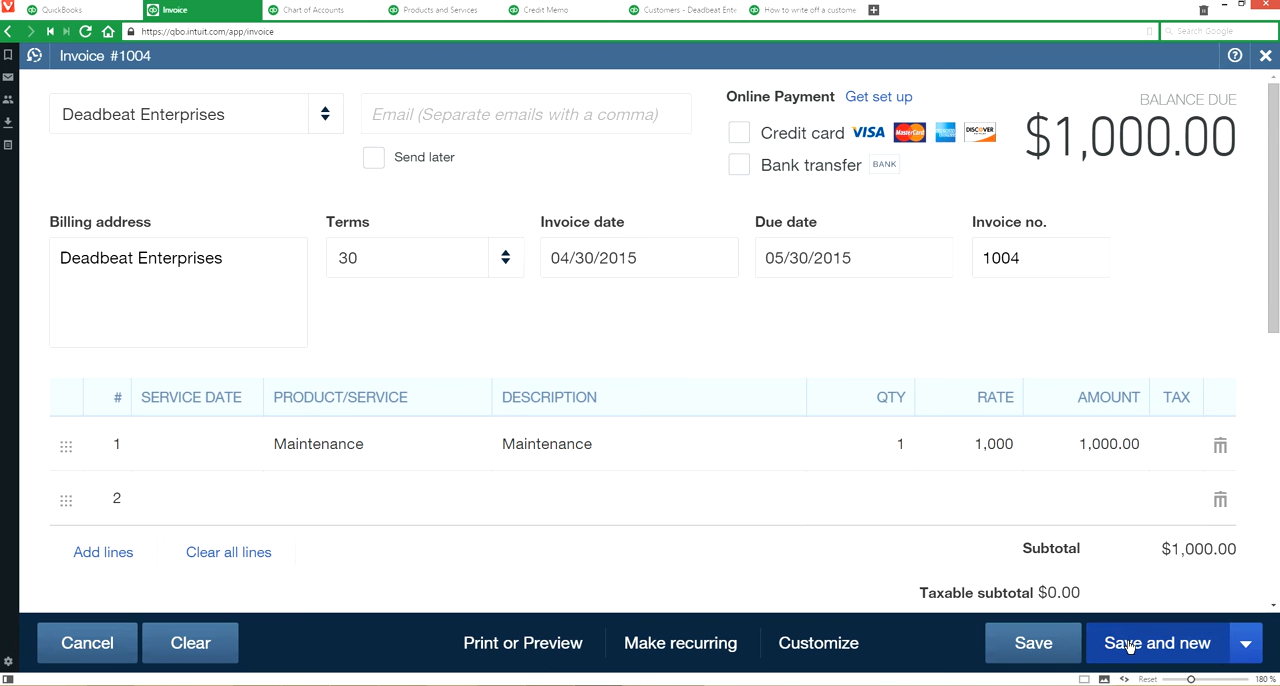 QuickBooks Invoice Chart of Accounts Products and Services Credit Memo Customers - Deadbeat Ente How to write off a custome
https://qbo.intuit.com/app/invoice Search Google
Invoice #1004
Deadbeat Enterprises Email (Separate emails with a comma) Online Payment Get set up BALANCE DUE
Credit card VISA MasterCard DISCOVER $1,000.00
Send later Bank transfer BANK
Billing address Terms Invoice date Due date Invoice no.
Deadbeat Enterprises 30 04/30/2015 05/30/2015 1004
# SERVICE DATE PRODUCT/SERVICE DESCRIPTION QTY RATE AMOUNT TAX
1 Maintenance Maintenance 1 1,000 1,000.00
2
Add lines Clear all lines Subtotal $1,000.00
Taxable subtotal $0.00
Cancel Clear Print or Preview Make recurring Customize Save Save and new
Reset 180 %